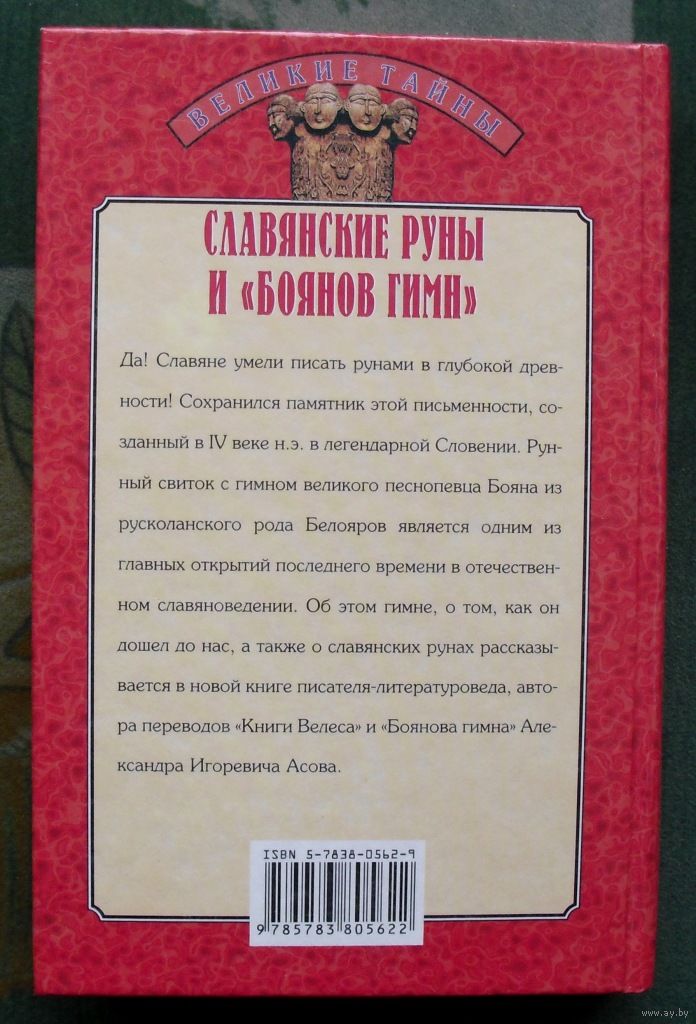 ВЕЛИКИЕ ТАЙНЫ
СЛАВЯНСКИЕ РУНЫ
И «БОЯНОВ ГИМН»
Да! Славяне умели писать рунами в глубокой древ-
ности! Сохранился памятник этой письменности, со-
зданный в IV веке н.э. в легендарной Словении. Рун-
ный свиток с гимном великого песнопевца Бояна из
русколанского рода Белояров является одним из
главных открытий последнего времени в отечествен-
ном славяноведении. Об этом гимне, о том, как он
дошел до нас, а также о славянских рунах рассказы-
вается в новой книге писателя-литературоведа, авто-
ра переводов «Книги Велеса» и «Боянова гимна» Але-
ксандра Игоревича Асова.
ISBN 5-7838-0562-9
9 785783 805622
www.ay.by